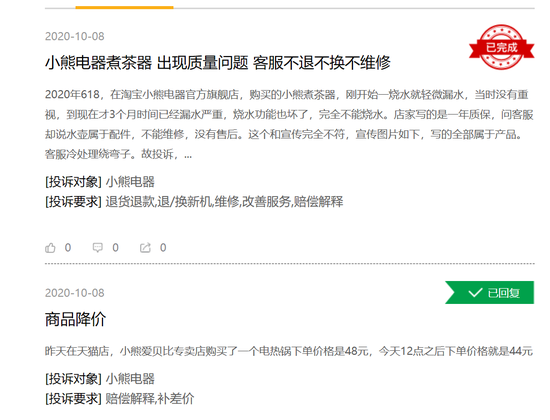 2020-10-08
已完成
小熊电器煮茶器 出现质量问题 客服不退不换不维修
2020年618，在淘宝小熊电器官方旗舰店，购买的小熊煮茶器，刚开始一烧水就轻微漏水，当时没有重
视，到现在才3个月时间已经漏水严重，烧水功能也坏了，完全不能烧水。店家写的是一年质保，问客服
却说水壶属于配件，不能维修，没有售后。这个和宣传完全不符，宣传图片如下，写的全部属于产品。
客服冷处理绕弯子。故投诉，...
[投诉对象] 小熊电器
[投诉要求] 退货退款,退/换新机,维修,改善服务,赔偿解释
0 0 0
2020-10-08
已回复
商品降价
昨天在天猫店，小熊爱贝比专卖店购买了一个电热锅下单价格是48元，今天12点之后下单价格就是44元
[投诉对象] 小熊电器
[投诉要求] 赔偿解释,补差价